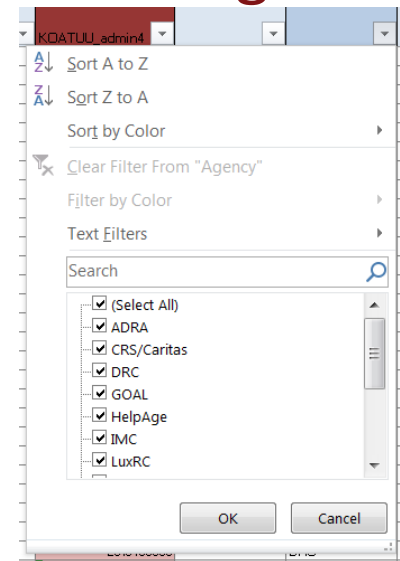 KOATUU_admin4
Sort A to Z
Sort Z to A
Sort by Color
Clear Filter From "Agency"
Filter by Color
Text Filters
Search
(Select All)
ADRA
CRS/Caritas
DRC
GOAL
HelpAge
IMC
LuxRC
OK
Cancel